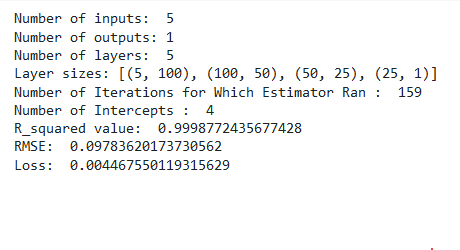 Number of inputs:  5
Number of outputs: 1
Number of layers:  5
Layer sizes: [(5, 100), (100, 50), (50, 25), (25, 1)]
Number of Iterations for Which Estimator Ran :  159
Number of Intercepts :  4
R_squared value:  0.9998772435677428
RMSE:  0.09783620173730562
Loss:  0.004467550119315629